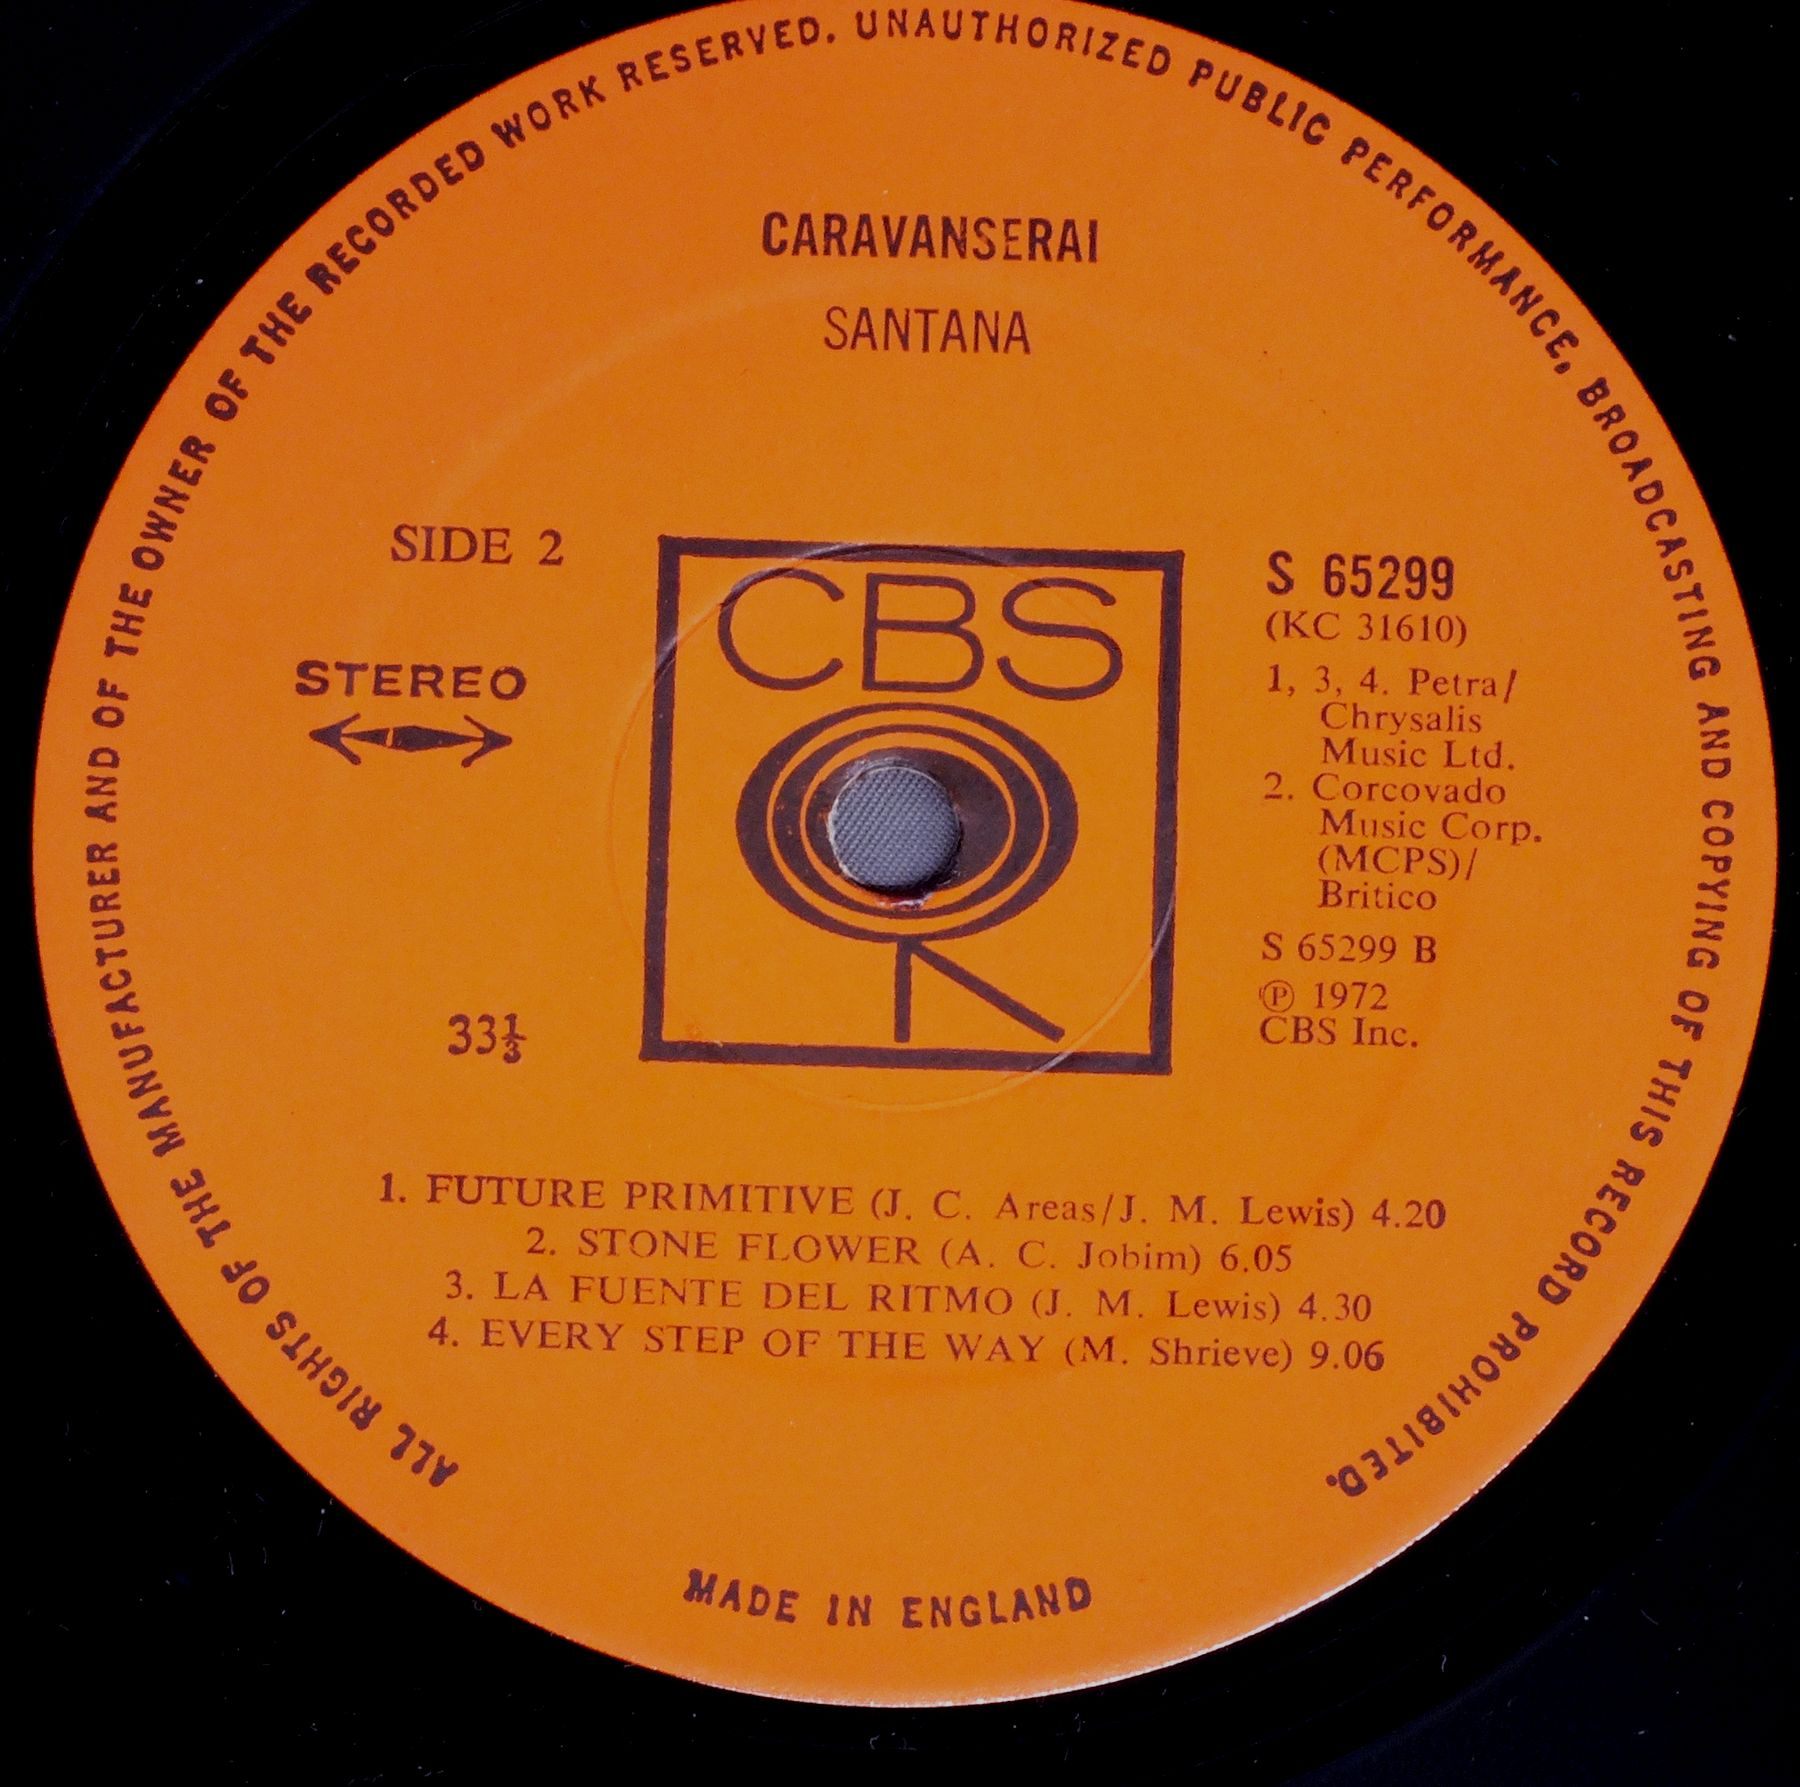 ALL RIGHTS OF THE MANUFACTURER AND OF THE OWNER OF THE RECORDED WORK RESERVED. UNAUTHORIZED PUBLIC PERFORMANCE, BROADCASTING AND COPYING OF THIS RECORD PROHIBITED.
CARAVANSERAI
SANTANA
SIDE 2
STEREO
33⅓
CBS
S 65299
(KC 31610)
1, 3, 4. Petra/
Chrysalis
Music Ltd.
2. Corcovado
Music Corp.
(MCPS)/
Britico
S 65299 B
Ⓟ 1972
CBS Inc.
1. FUTURE PRIMITIVE (J. C. Areas/J. M. Lewis) 4.20
2. STONE FLOWER (A. C. Jobim) 6.05
3. LA FUENTE DEL RITMO (J. M. Lewis) 4.30
4. EVERY STEP OF THE WAY (M. Shrieve) 9.06
MADE IN ENGLAND